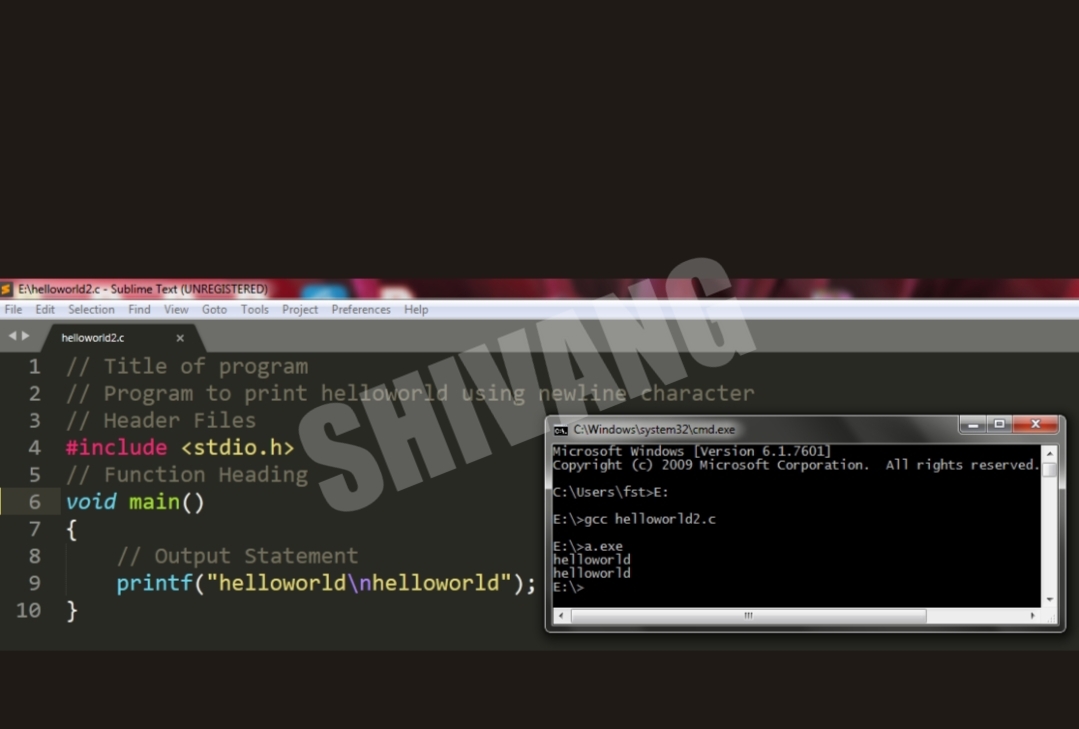 E:\helloworld2.c - Sublime Text (UNREGISTERED)
File Edit Selection Find View Goto Tools Project Preferences Help
helloworld2.c x
1 // Title of program
2 // Program to print helloworld using newline character
3 // Header Files
4 #include <stdio.h>
5 // Function Heading
6 void main()
7 {
8 // Output Statement
9 printf("helloworld\nhelloworld");
10 }
SHIVANG
C:\Windows\system32\cmd.exe
Microsoft Windows [Version 6.1.7601]
Copyright (c) 2009 Microsoft Corporation. All rights reserved.
C:\Users\fst>E:
E:\>gcc helloworld2.c
E:\>a.exe
helloworld
helloworld
E:\>